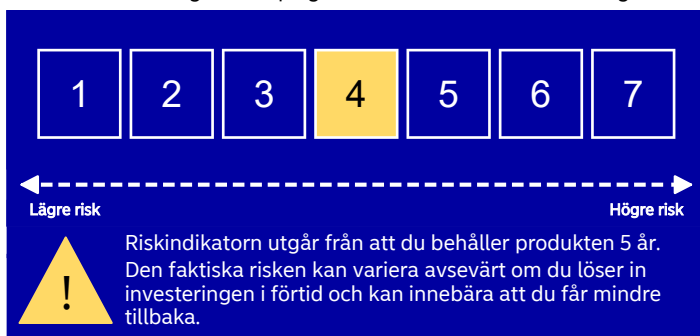 1 2 3 4 5 6 7
Lägre risk Högre risk
Riskindikatorn utgår från att du behåller produkten 5 år.
Den faktiska risken kan variera avsevärt om du löser in
investeringen i förtid och kan innebära att du får mindre
tillbaka.
!